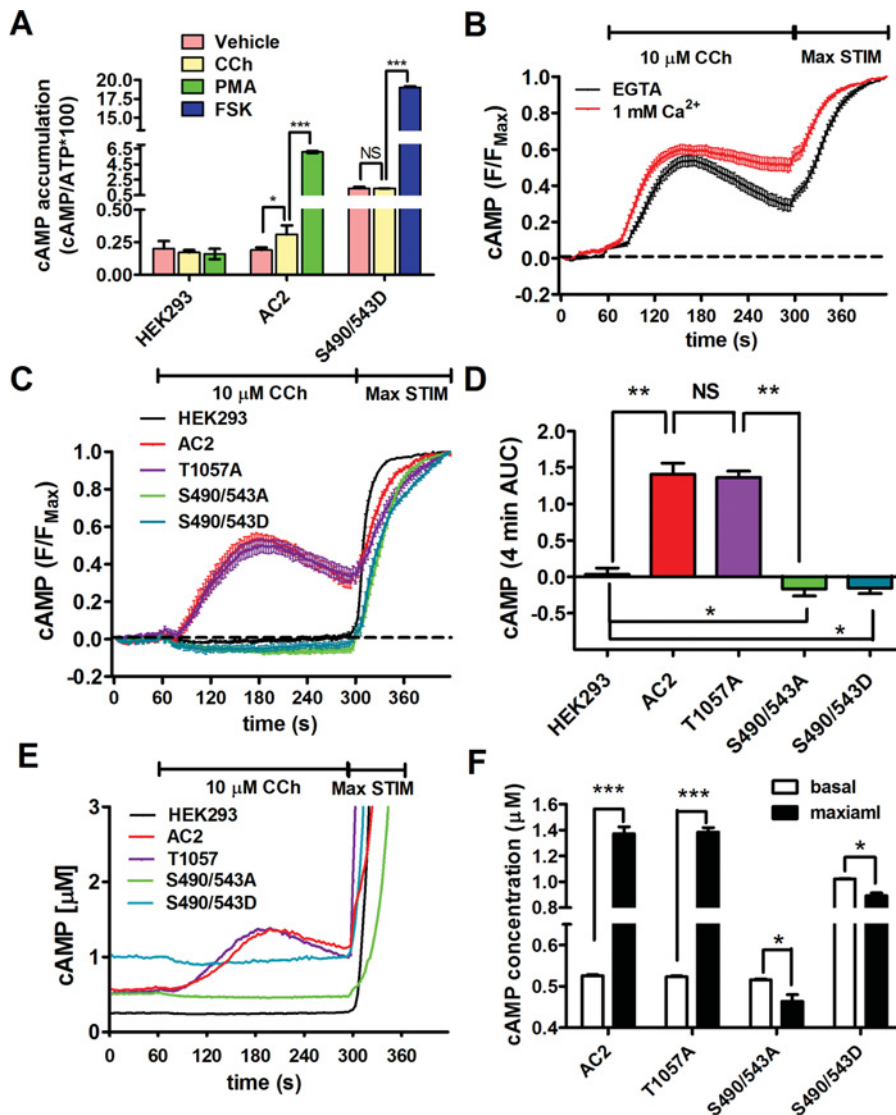 A
Vehicle
CCh
PMA
FSK
cAMP accumulation
(cAMP/ATP*100)
20.0
17.5
6.5
4.5
2.5
0.5
0.50
0.25
0.00
*
***
NS
***
HEK293
AC2
S490/543D
B
10 μM CCh
Max STIM
EGTA
1 mM Ca2+
cAMP (F/FMax)
1.0
0.8
0.6
0.4
0.2
-0.0
-0.2
0 60 120 180 240 300 360
time (s)
C
10 μM CCh
Max STIM
HEK293
AC2
T1057A
S490/543A
S490/543D
cAMP (F/FMax)
1.0
0.8
0.6
0.4
0.2
0.0
-0.2
0 60 120 180 240 300 360
time (s)
D
** NS **
cAMP (4 min AUC)
2.0
1.5
1.0
0.5
0.0
-0.5
*
*
HEK293
AC2
T1057A
S490/543A
S490/543D
E
10 μM CCh
Max STIM
HEK293
AC2
T1057
S490/543A
S490/543D
cAMP [μM]
3
2
1
0
0 60 120 180 240 300 360
time (s)
F
basal
maxiaml
cAMP concentration (μM)
1.6
1.4
1.2
1.0
0.8
0.5
0.4
***
***
*
*
AC2
T1057A
S490/543A
S490/543D